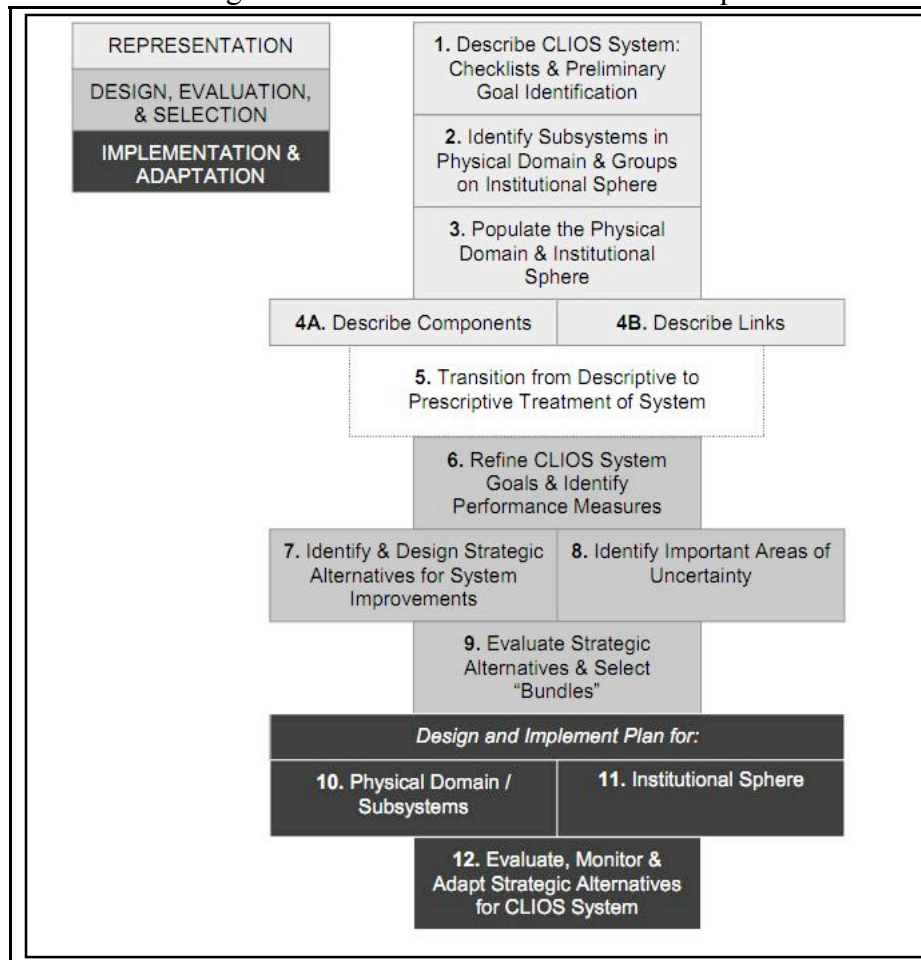 REPRESENTATION
DESIGN, EVALUATION,
& SELECTION
IMPLEMENTATION &
ADAPTATION
1. Describe CLIOS System:
Checklists & Preliminary
Goal Identification
2. Identify Subsystems in
Physical Domain & Groups
on Institutional Sphere
3. Populate the Physical
Domain & Institutional
Sphere
4A. Describe Components
4B. Describe Links
5. Transition from Descriptive to
Prescriptive Treatment of System
6. Refine CLIOS System
Goals & Identify
Performance Measures
7. Identify & Design Strategic
Alternatives for System
Improvements
8. Identify Important Areas of
Uncertainty
9. Evaluate Strategic
Alternatives & Select
“Bundles”
Design and Implement Plan for:
10. Physical Domain /
Subsystems
11. Institutional Sphere
12. Evaluate, Monitor &
Adapt Strategic Alternatives
for CLIOS System